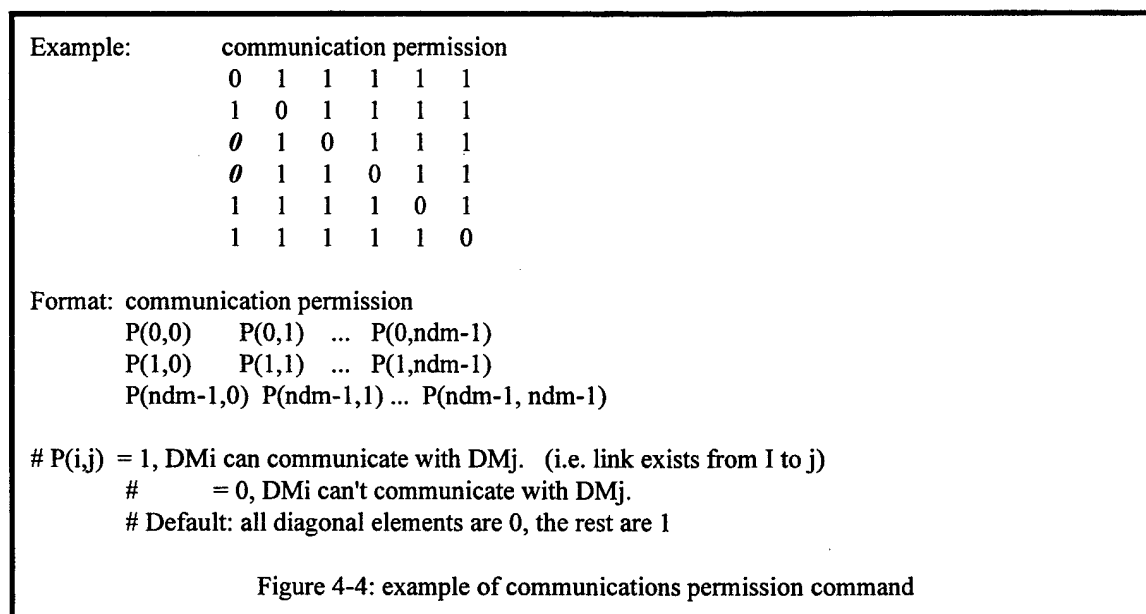 Example: communication permission
0 1 1 1 1 1
1 0 1 1 1 1
0 1 0 1 1 1
0 1 1 0 1 1
1 1 1 1 0 1
1 1 1 1 1 0
Format: communication permission
P(0,0) P(0,1) ... P(0,ndm-1)
P(1,0) P(1,1) ... P(1,ndm-1)
P(ndm-1,0) P(ndm-1,1) ... P(ndm-1, ndm-1)
# P(i,j) = 1, DMi can communicate with DMj. (i.e. link exists from I to j)
# = 0, DMi can't communicate with DMj.
# Default: all diagonal elements are 0, the rest are 1
Figure 4-4: example of communications permission command